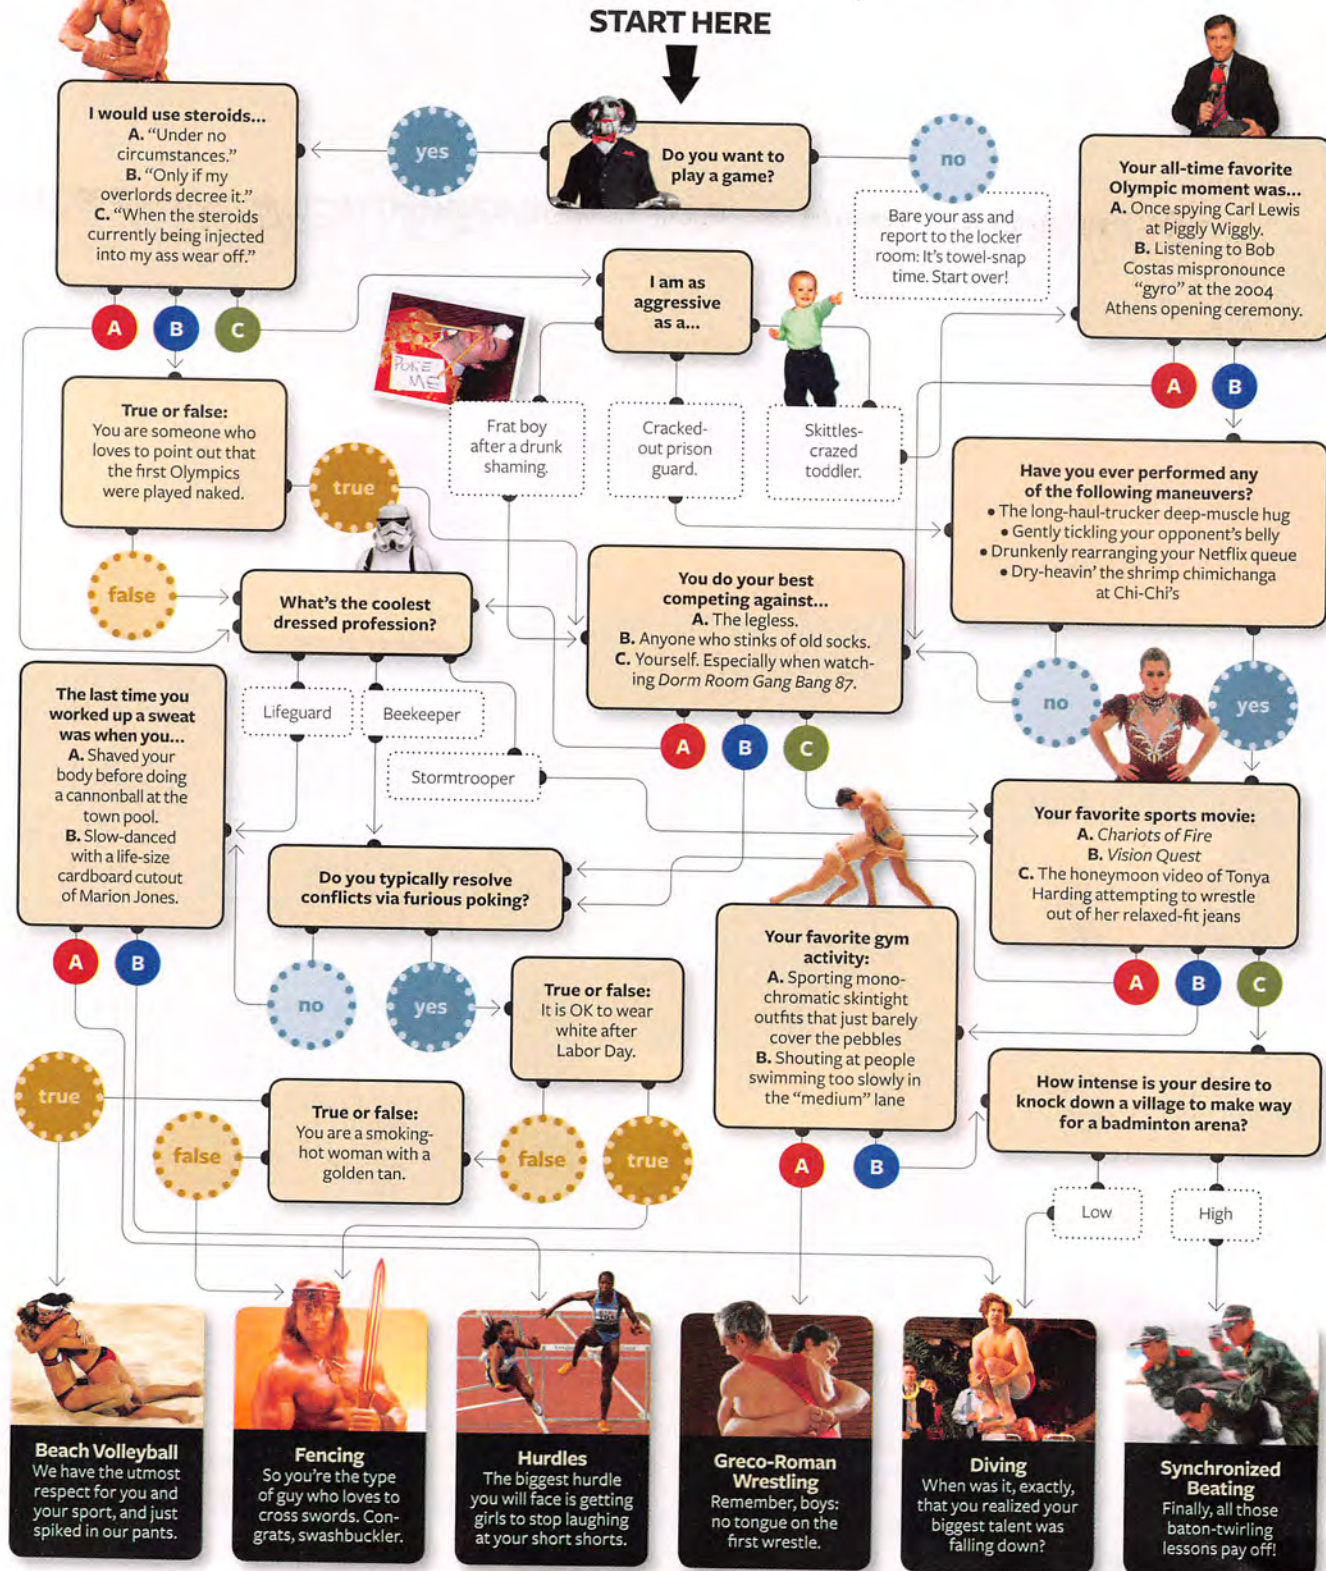 START HERE
I would use steroids...
A. “Under no
circumstances.”
B. “Only if my
overlords decree it.”
C. “When the steroids
currently being injected
into my ass wear off.”
A
B
C
yes
Do you want to
play a game?
no
Bare your ass and
report to the locker
room: It’s towel-snap
time. Start over!
Your all-time favorite
Olympic moment was...
A. Once spying Carl Lewis
at Piggly Wiggly.
B. Listening to Bob
Costas mispronounce
“gyro” at the 2004
Athens opening ceremony.
A
B
I am as
aggressive
as a...
POKE
ME
Frat boy
after a drunk
shaming.
Cracked-
out prison
guard.
Skittles-
crazed
toddler.
True or false:
You are someone who
loves to point out that
the first Olympics
were played naked.
true
false
Have you ever performed any
of the following maneuvers?
• The long-haul-trucker deep-muscle hug
• Gently tickling your opponent’s belly
• Drunkenly rearranging your Netflix queue
• Dry-heavin’ the shrimp chimichanga
at Chi-Chi’s
no
yes
What’s the coolest
dressed profession?
Lifeguard
Beekeeper
Stormtrooper
You do your best
competing against...
A. The legless.
B. Anyone who stinks of old socks.
C. Yourself. Especially when watch-
ing Dorm Room Gang Bang 87.
A
B
C
The last time you
worked up a sweat
was when you...
A. Shaved your
body before doing
a cannonball at the
town pool.
B. Slow-danced
with a life-size
cardboard cutout
of Marion Jones.
A
B
Do you typically resolve
conflicts via furious poking?
no
yes
Your favorite sports movie:
A. Chariots of Fire
B. Vision Quest
C. The honeymoon video of Tonya
Harding attempting to wrestle
out of her relaxed-fit jeans
A
B
C
Your favorite gym
activity:
A. Sporting mono-
chromatic skintight
outfits that just barely
cover the pebbles
B. Shouting at people
swimming too slowly in
the “medium” lane
A
B
True or false:
It is OK to wear
white after
Labor Day.
false
true
How intense is your desire to
knock down a village to make way
for a badminton arena?
Low
High
True or false:
You are a smoking-
hot woman with a
golden tan.
true
false
Beach Volleyball
We have the utmost
respect for you and
your sport, and just
spiked in our pants.
Fencing
So you’re the type
of guy who loves to
cross swords. Con-
grats, swashbuckler.
Hurdles
The biggest hurdle
you will face is getting
girls to stop laughing
at your short shorts.
Greco-Roman
Wrestling
Remember, boys:
no tongue on the
first wrestle.
Diving
When was it, exactly,
that you realized your
biggest talent was
falling down?
Synchronized
Beating
Finally, all those
baton-twirling
lessons pay off!